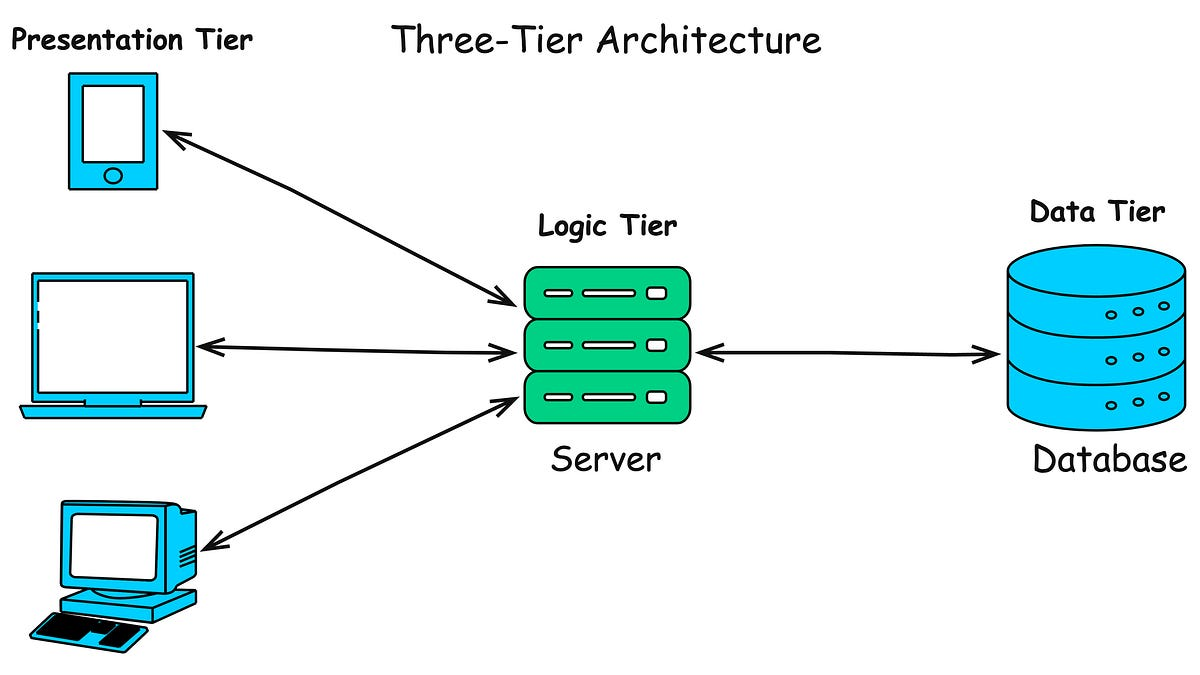 Three-Tier Architecture
Presentation Tier
Logic Tier
Server
Data Tier
Database